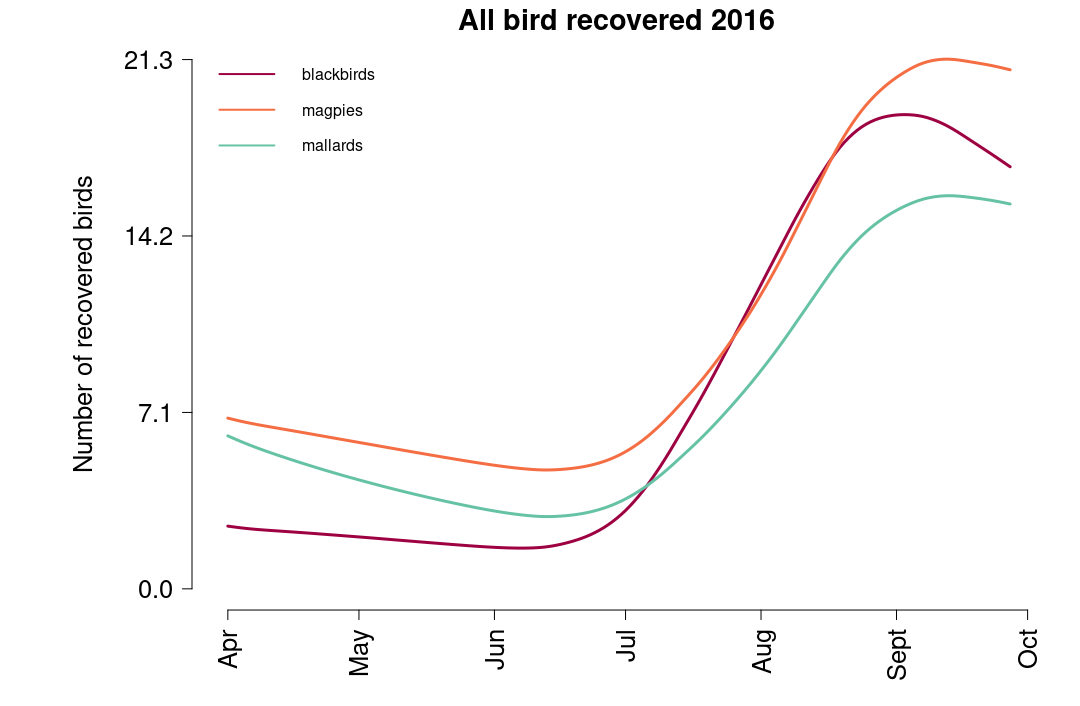 All bird recovered 2016
21.3
14.2
7.1
0.0
Number of recovered birds
blackbirds
magpies
mallards
Apr
May
Jun
Jul
Aug
Sept
Oct